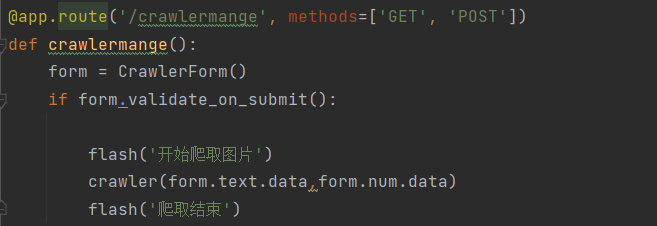 @app.route('/crawlermange', methods=['GET', 'POST'])
def crawlermange():
    form = CrawlerForm()
    if form.validate_on_submit():
        flash('开始爬取图片')
        crawler(form.text.data,form.num.data)
        flash('爬取结束')